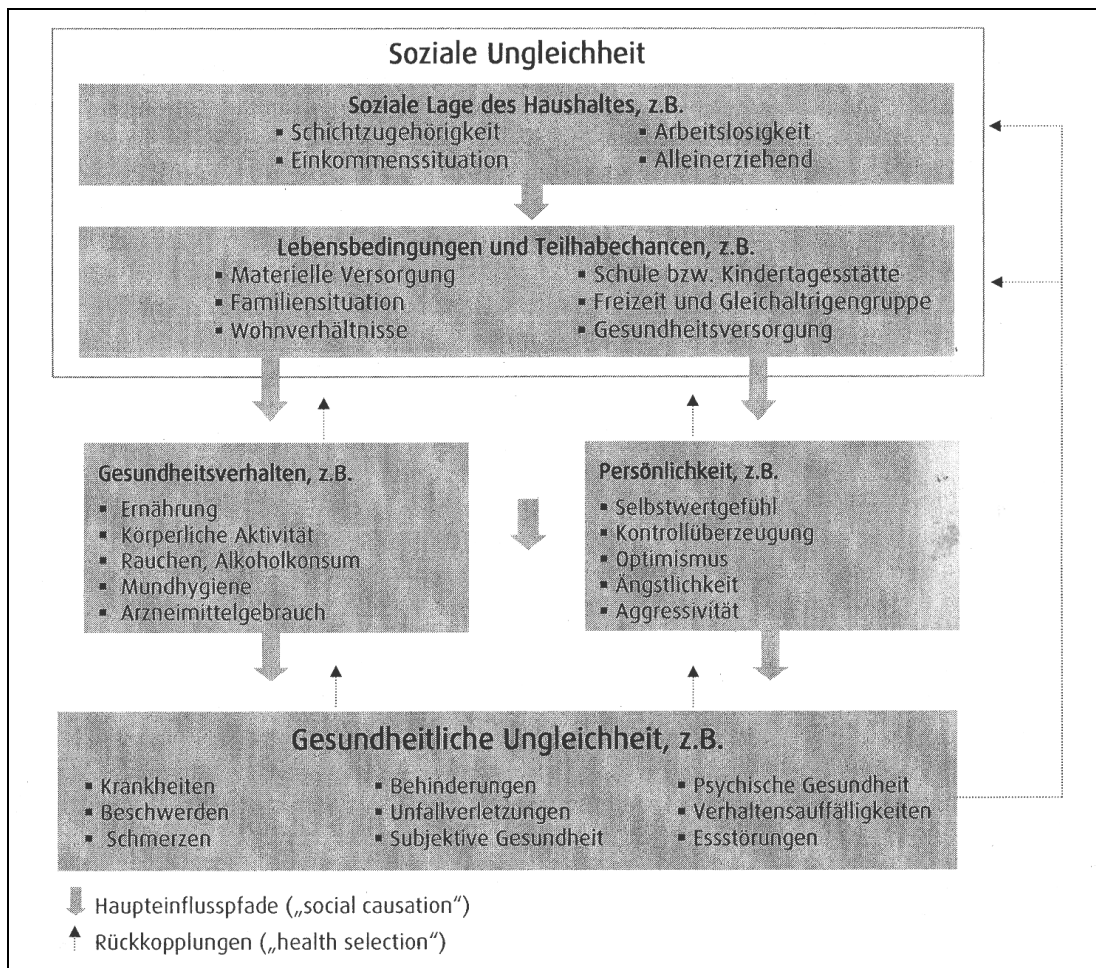 Soziale Ungleichheit
Soziale Lage des Haushaltes, z.B.
▪ Schichtzugehörigkeit
▪ Einkommenssituation
▪ Arbeitslosigkeit
▪ Alleinerziehend
Lebensbedingungen und Teilhabechancen, z.B.
▪ Materielle Versorgung
▪ Familiensituation
▪ Wohnverhältnisse
▪ Schule bzw. Kindertagesstätte
▪ Freizeit und Gleichaltrigengruppe
▪ Gesundheitsversorgung
Gesundheitsverhalten, z.B.
▪ Ernährung
▪ Körperliche Aktivität
▪ Rauchen, Alkoholkonsum
▪ Mundhygiene
▪ Arzneimittelgebrauch
Persönlichkeit, z.B.
▪ Selbstwertgefühl
▪ Kontrollüberzeugung
▪ Optimismus
▪ Ängstlichkeit
▪ Aggressivität
Gesundheitliche Ungleichheit, z.B.
▪ Krankheiten
▪ Beschwerden
▪ Schmerzen
▪ Behinderungen
▪ Unfallverletzungen
▪ Subjektive Gesundheit
▪ Psychische Gesundheit
▪ Verhaltensauffälligkeiten
▪ Essstörungen
Haupteinflusspfade („social causation“)
Rückkopplungen („health selection“)